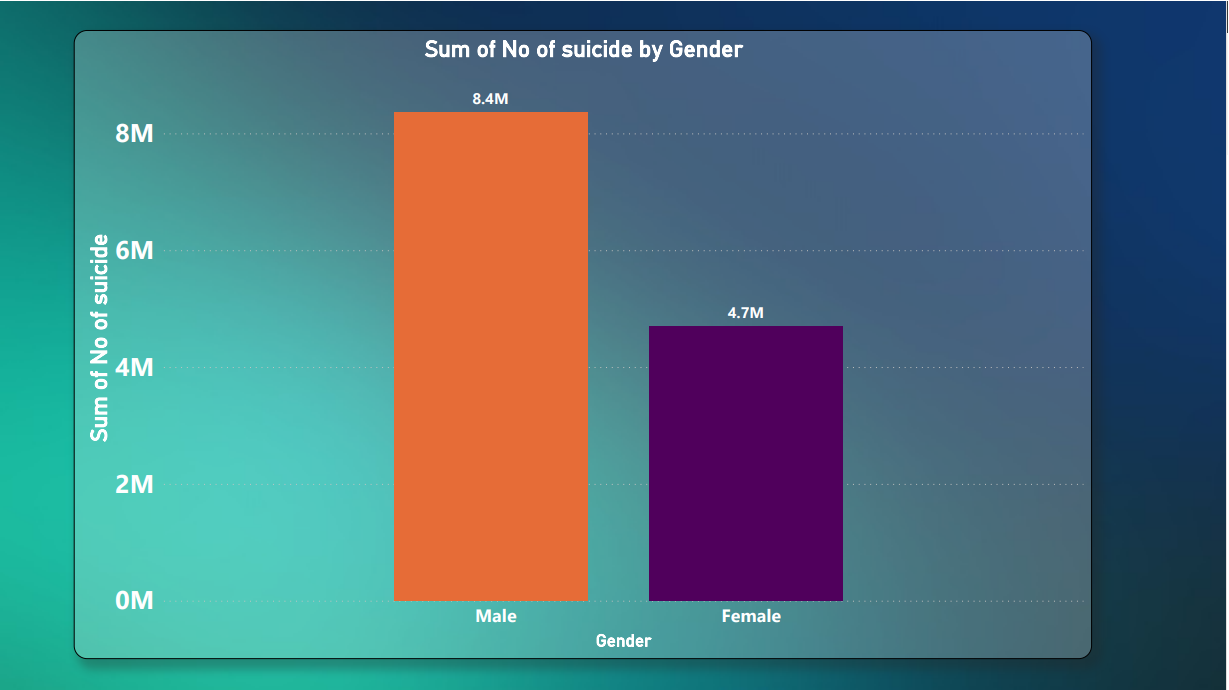 Sum of No of suicide by Gender
8.4M
8M
6M
4.7M
4M
2M
0M
Sum of No of suicide
Male
Female
Gender